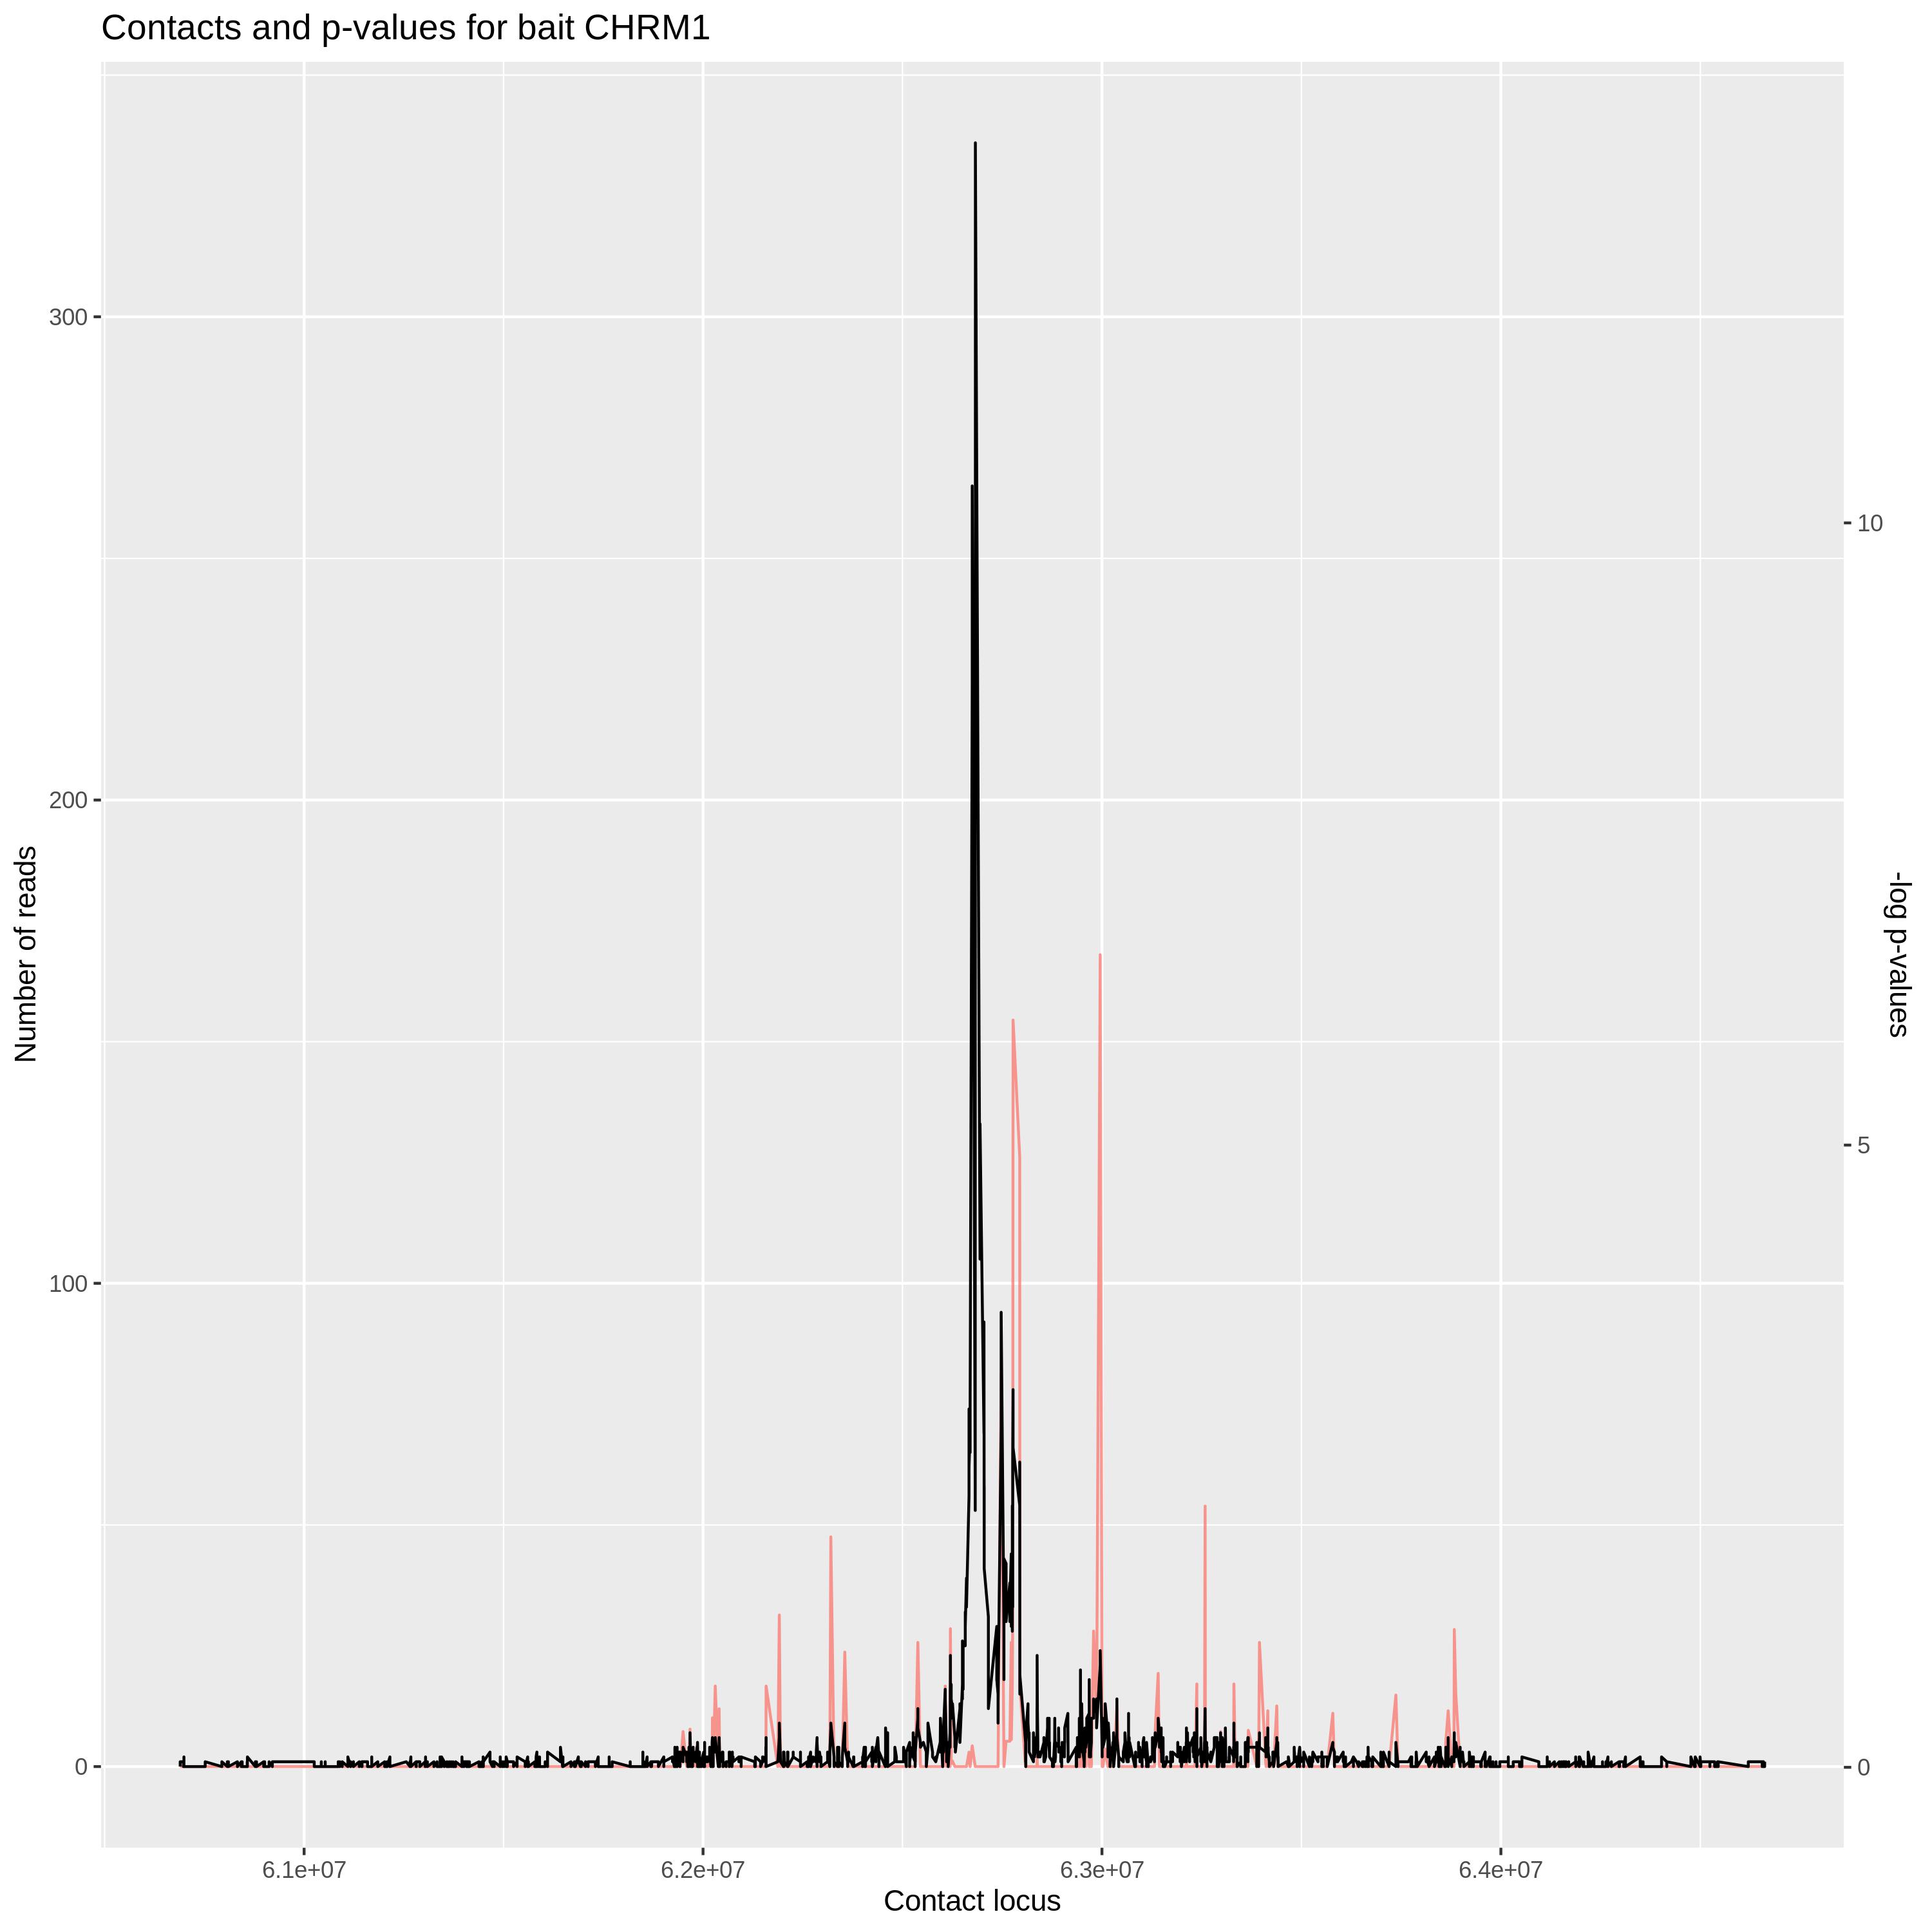 Contacts and p-values for bait CHRM1
300
200
100
0
Number of reads
10
5
0
-log p-values
6.1e+07
6.2e+07
6.3e+07
6.4e+07
Contact locus